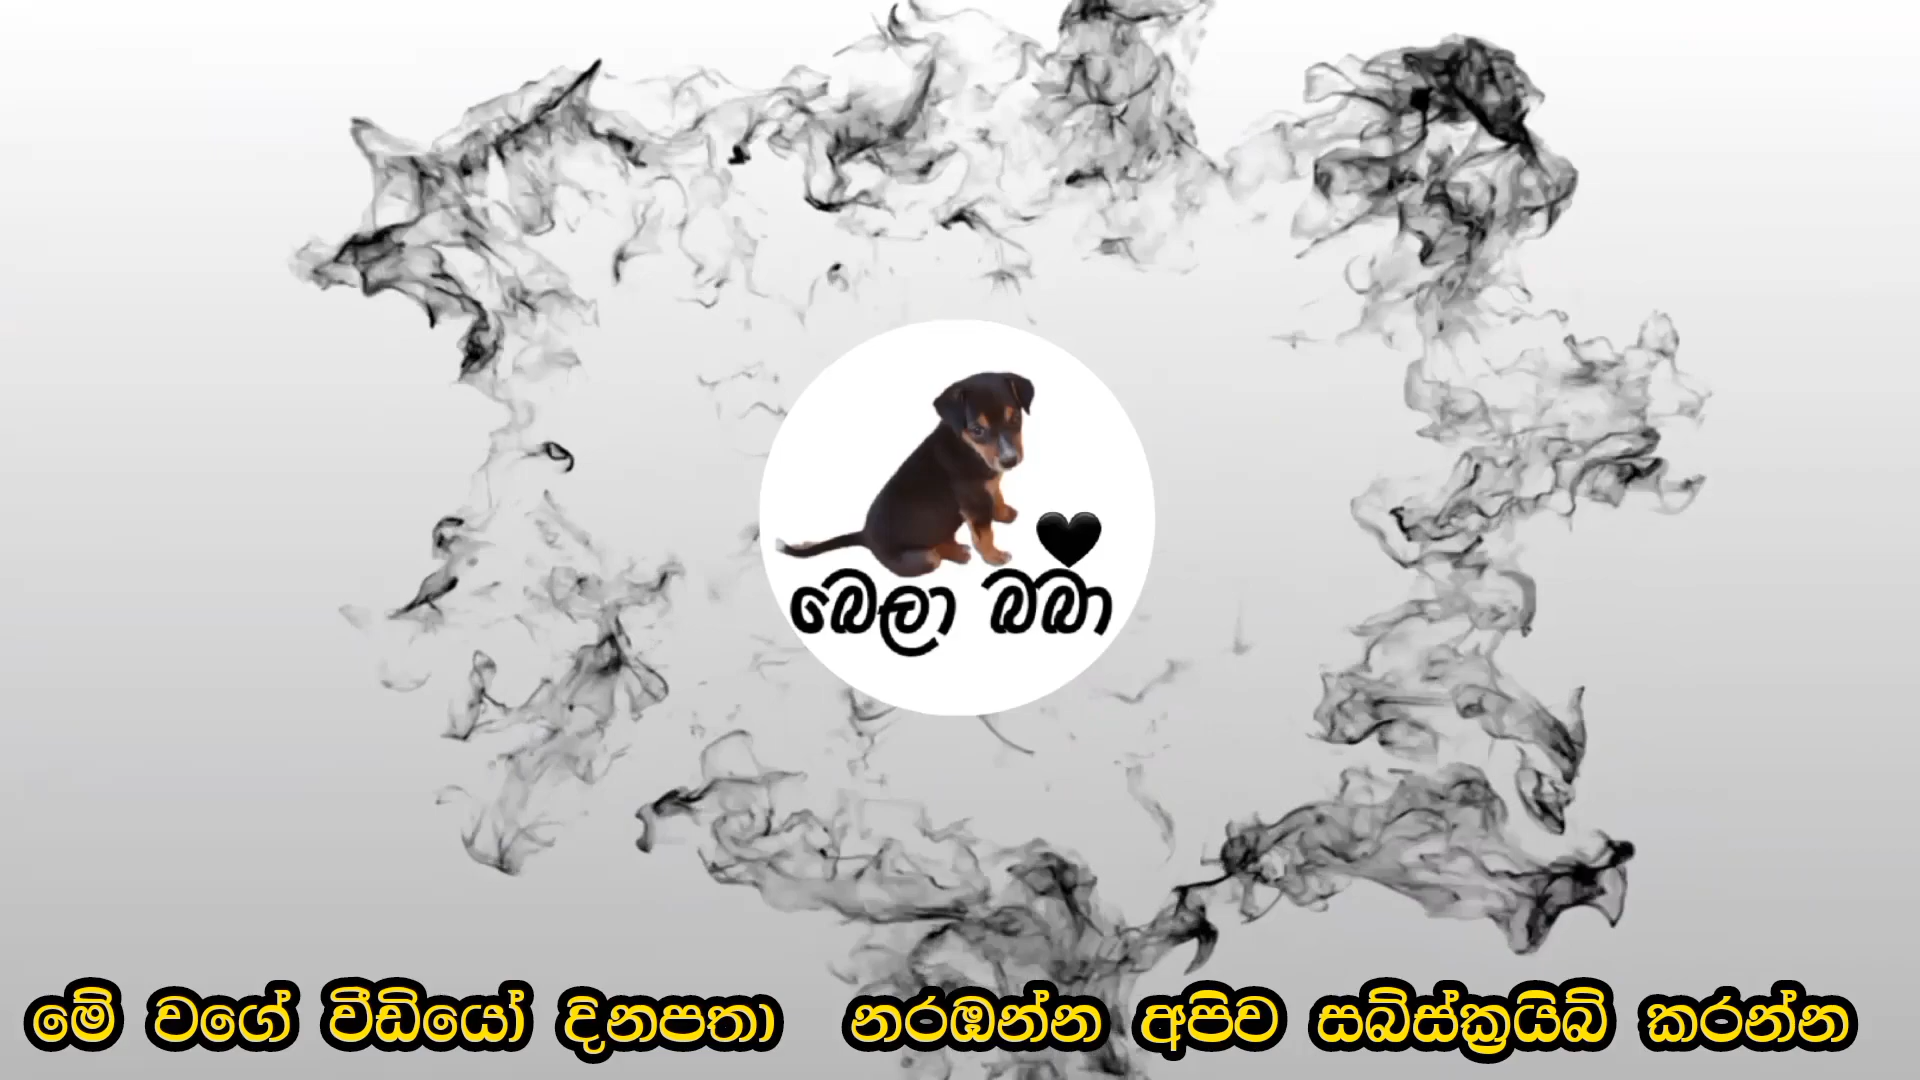 බෙලා බබා
මේ වගේ වීඩියෝ දිනපතා නරඹන්න අපිව සබ්ස්ක්‍රයිබ් කරන්න